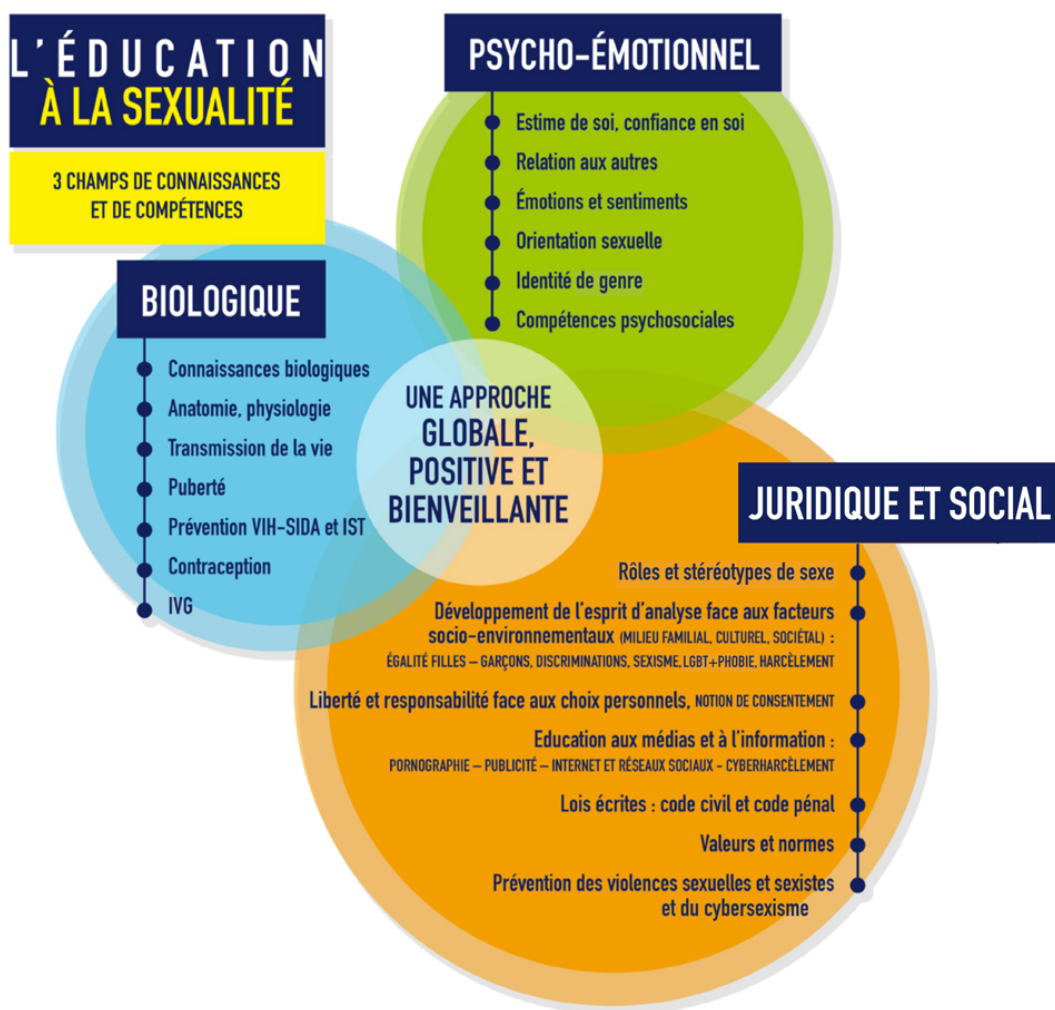 L'ÉDUCATION
À LA SEXUALITÉ
3 CHAMPS DE CONNAISSANCES
ET DE COMPÉTENCES
PSYCHO-ÉMOTIONNEL
Estime de soi, confiance en soi
Relation aux autres
Émotions et sentiments
Orientation sexuelle
Identité de genre
Compétences psychosociales
BIOLOGIQUE
Connaissances biologiques
Anatomie, physiologie
Transmission de la vie
Puberté
Prévention VIH-SIDA et IST
Contraception
IVG
UNE APPROCHE
GLOBALE,
POSITIVE ET
BIENVEILLANTE
JURIDIQUE ET SOCIAL
Rôles et stéréotypes de sexe
Développement de l'esprit d'analyse face aux facteurs
socio-environnementaux (MILIEU FAMILIAL, CULTUREL, SOCIÉTAL) :
ÉGALITÉ FILLES – GARÇONS, DISCRIMINATIONS, SEXISME, LGBT+PHOBIE, HARCÈLEMENT
Liberté et responsabilité face aux choix personnels, NOTION DE CONSENTEMENT
Education aux médias et à l'information :
PORNOGRAPHIE – PUBLICITÉ – INTERNET ET RÉSEAUX SOCIAUX - CYBERHARCÈLEMENT
Lois écrites : code civil et code pénal
Valeurs et normes
Prévention des violences sexuelles et sexistes
et du cybersexisme